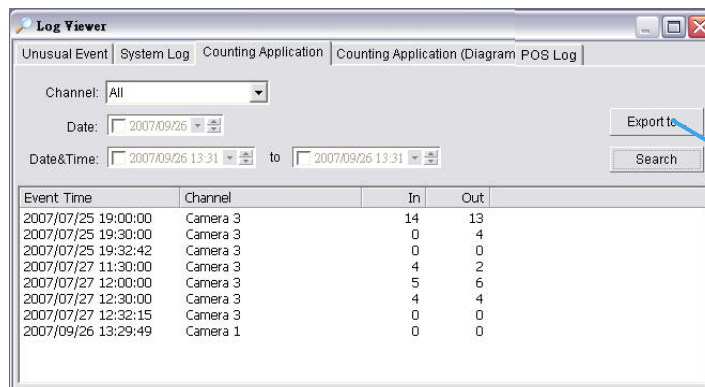 Log Viewer
Unusual Event System Log Counting Application Counting Application (Diagram POS Log
Channel: All
Date: 2007/09/26
Export to...
Date&Time: 2007/09/26 13:31 to 2007/09/26 13:31
Search
Event Time Channel In Out
2007/07/25 19:00:00 Camera 3 14 13
2007/07/25 19:30:00 Camera 3 0 4
2007/07/25 19:32:42 Camera 3 0 0
2007/07/27 11:30:00 Camera 3 4 2
2007/07/27 12:00:00 Camera 3 5 6
2007/07/27 12:30:00 Camera 3 4 4
2007/07/27 12:32:15 Camera 3 0 0
2007/09/26 13:29:49 Camera 1 0 0